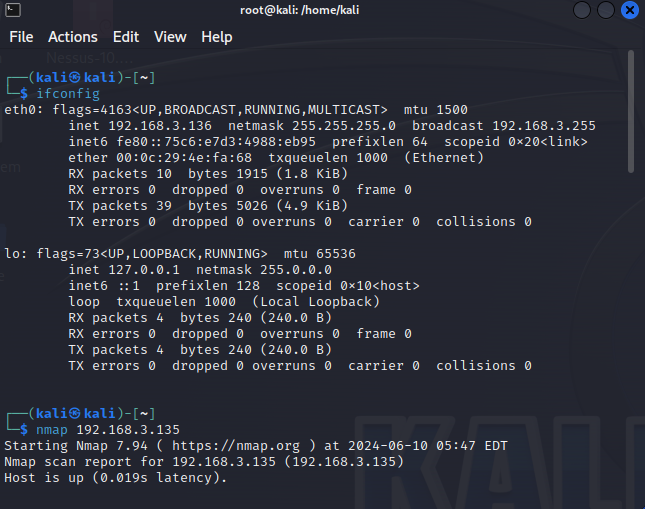 root@kali: /home/kali
File Actions Edit View Help
Nessus-10....
┌──(kali㉿kali)-[~]
└─$ ifconfig
eth0: flags=4163<UP,BROADCAST,RUNNING,MULTICAST>  mtu 1500
        inet 192.168.3.136  netmask 255.255.255.0  broadcast 192.168.3.255
        inet6 fe80::75c6:e7d3:4988:eb95  prefixlen 64  scopeid 0×20<link>
        ether 00:0c:29:4e:fa:68  txqueuelen 1000  (Ethernet)
        RX packets 10  bytes 1915 (1.8 KiB)
        RX errors 0  dropped 0  overruns 0  frame 0
        TX packets 39  bytes 5026 (4.9 KiB)
        TX errors 0  dropped 0 overruns 0  carrier 0  collisions 0
lo: flags=73<UP,LOOPBACK,RUNNING>  mtu 65536
        inet 127.0.0.1  netmask 255.0.0.0
        inet6 ::1  prefixlen 128  scopeid 0×10<host>
        loop  txqueuelen 1000  (Local Loopback)
        RX packets 4  bytes 240 (240.0 B)
        RX errors 0  dropped 0  overruns 0  frame 0
        TX packets 4  bytes 240 (240.0 B)
        TX errors 0  dropped 0 overruns 0  carrier 0  collisions 0
┌──(kali㉿kali)-[~]
└─$ nmap 192.168.3.135
Starting Nmap 7.94 ( https://nmap.org ) at 2024-06-10 05:47 EDT
Nmap scan report for 192.168.3.135 (192.168.3.135)
Host is up (0.019s latency).
KALI